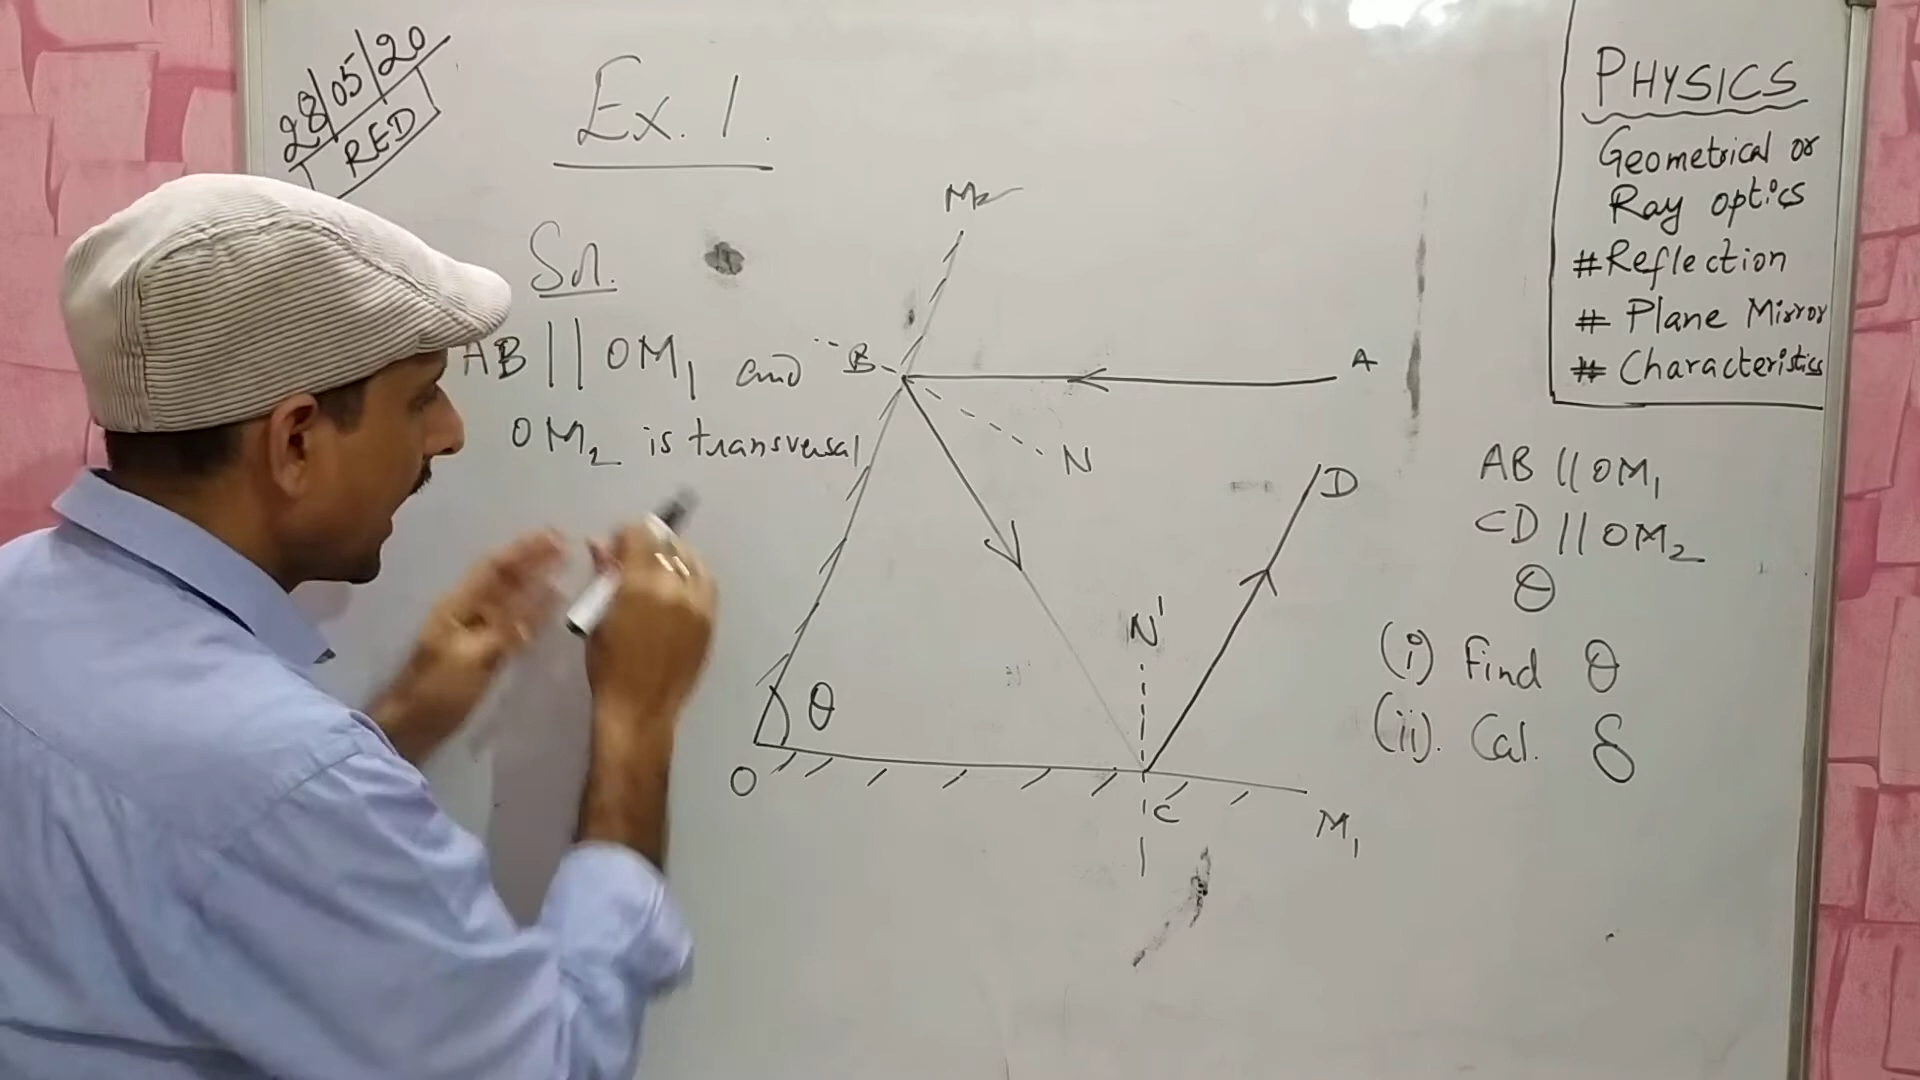 28/05/20
RED
Ex. 1.
Sol.
AB || OM1 and
OM2 is transversal
M2
B
A
N
D
N'
θ
O
C
M1
PHYSICS
Geometrical or
Ray optics
# Reflection
# Plane Mirror
# Characteristics
AB || OM1
CD || OM2
θ
(i) Find θ
(ii). Cal. δ